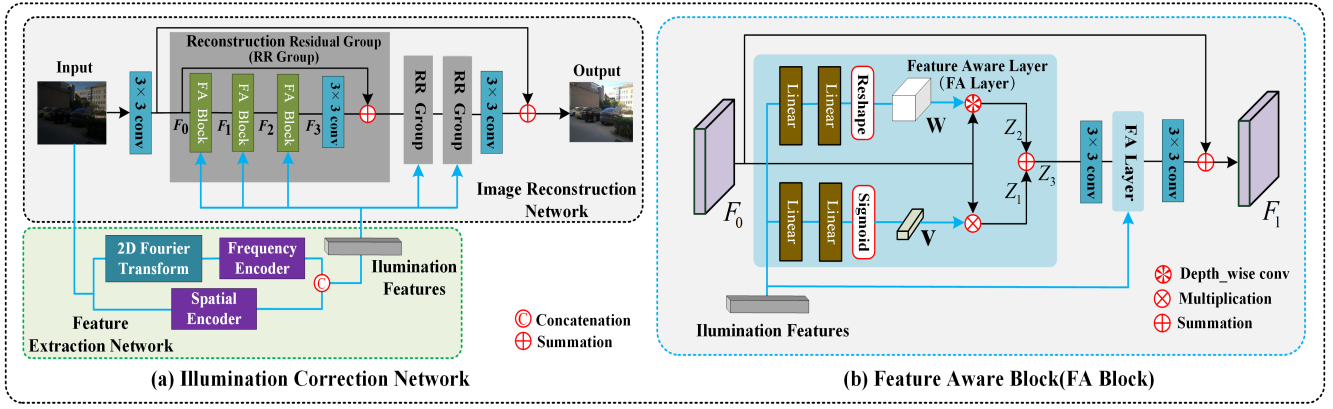 Input
3×3 conv
Reconstruction Residual Group
(RR Group)
F0
FA Block
F1
FA Block
F2
FA Block
F3
3×3 conv
RR Group
RR Group
3×3 conv
Output
Image Reconstruction
Network
2D Fourier
Transform
Frequency
Encoder
Spatial
Encoder
C
Ilumination
Features
Feature
Extraction Network
C Concatenation
Summation
(a) Illumination Correction Network
F0
Linear
Linear
Reshape
W
Feature Aware Layer
(FA Layer)
Linear
Linear
Sigmoid
V
Z2
Z1
Z3
3×3 conv
FA Layer
3×3 conv
F1
Ilumination Features
Depth_wise conv
Multiplication
Summation
(b) Feature Aware Block(FA Block)